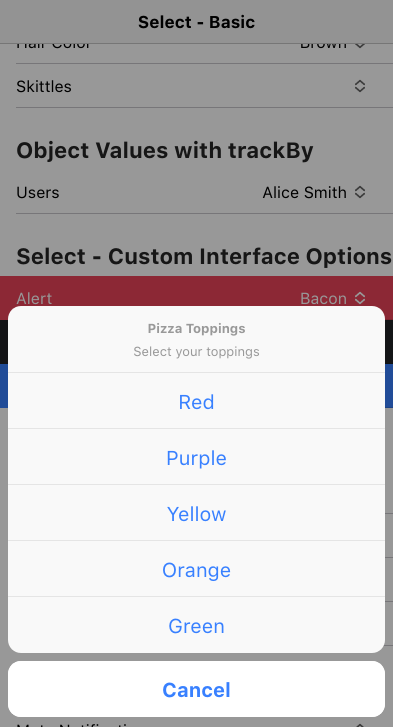 Select - Basic
Hair Color Brown
Skittles
Object Values with trackBy
Users Alice Smith
Select - Custom Interface Options
Alert Bacon
Pizza Toppings
Select your toppings
Red
Purple
Yellow
Orange
Green
Cancel